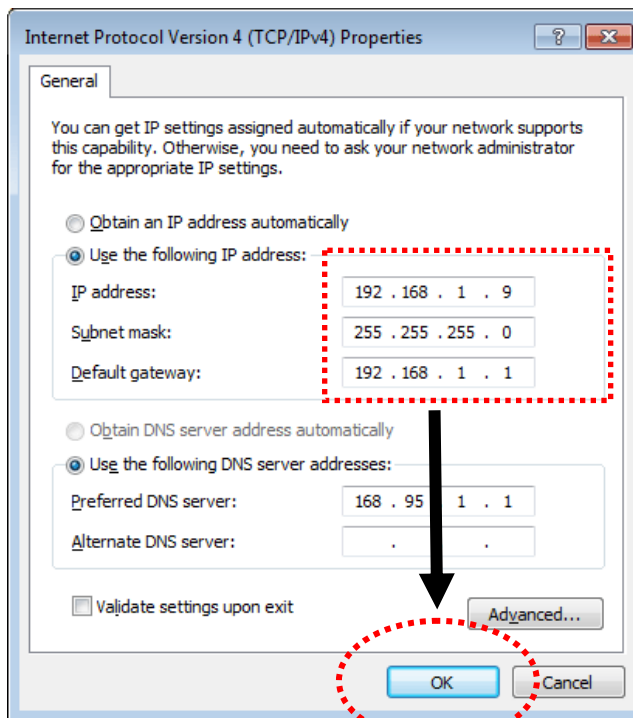 Internet Protocol Version 4 (TCP/IPv4) Properties
?
General
You can get IP settings assigned automatically if your network supports
this capability. Otherwise, you need to ask your network administrator
for the appropriate IP settings.
Obtain an IP address automatically
Use the following IP address:
IP address: 192 . 168 . 1 . 9
Subnet mask: 255 . 255 . 255 . 0
Default gateway: 192 . 168 . 1 . 1
Obtain DNS server address automatically
Use the following DNS server addresses:
Preferred DNS server: 168 . 95 1 . 1
Alternate DNS server: . .
Validate settings upon exit
Advanced...
OK Cancel